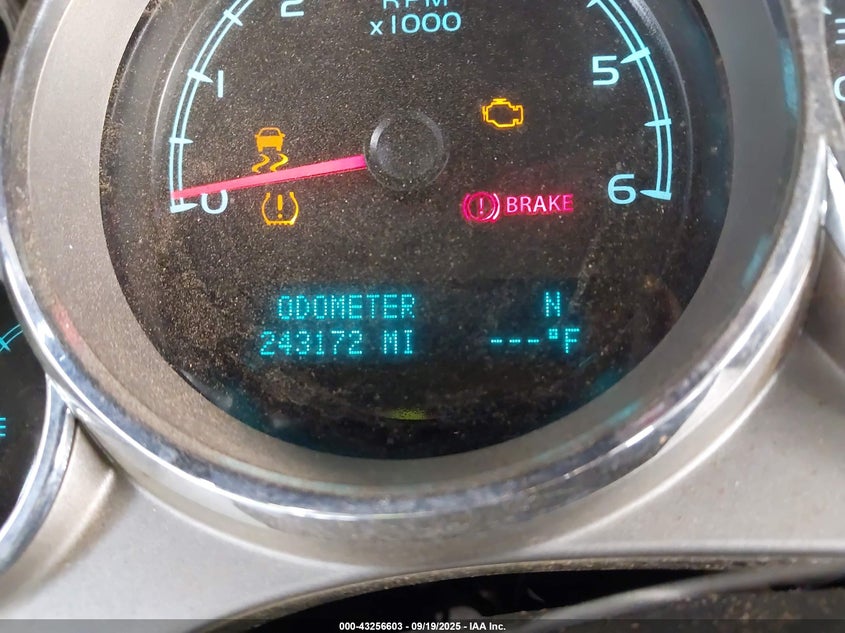 2
RPM
x1000
1
5
0
BRAKE
6
ODOMETER N
243172 MI ---°F
000-43256603 - 09/19/2025 - IAA Inc.